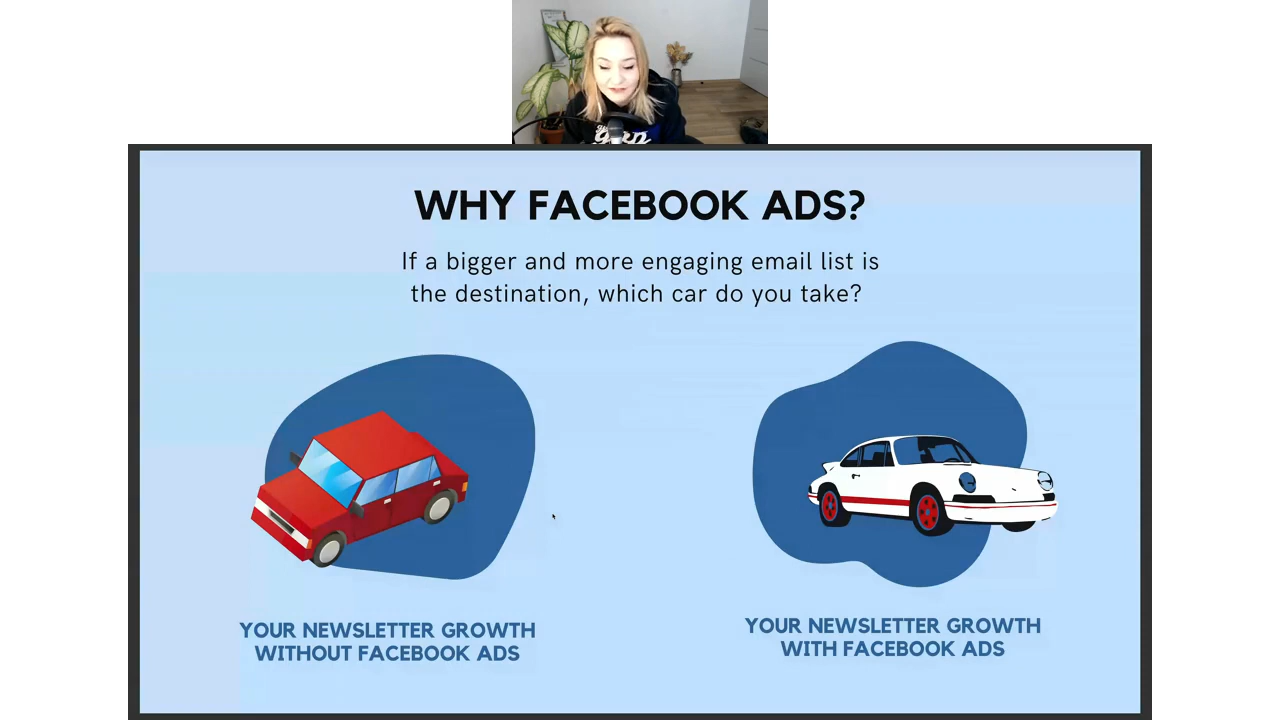 WHY FACEBOOK ADS?
If a bigger and more engaging email list is
the destination, which car do you take?
YOUR NEWSLETTER GROWTH
WITHOUT FACEBOOK ADS
YOUR NEWSLETTER GROWTH
WITH FACEBOOK ADS